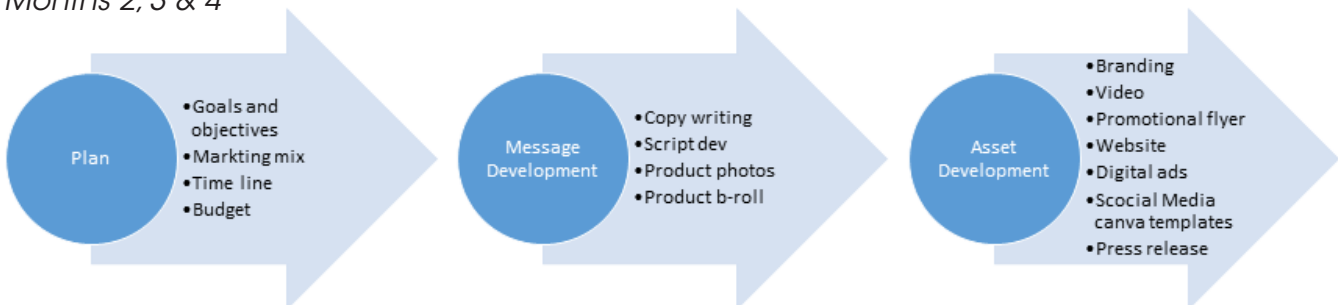 Months 2, 3 & 4
Plan
•Goals and
objectives
•Markting mix
•Time line
•Budget
Message
Development
•Copy writing
•Script dev
•Product photos
•Product b-roll
Asset
Development
•Branding
•Video
•Promotional flyer
•Website
•Digital ads
•Scocial Media
canva templates
•Press release